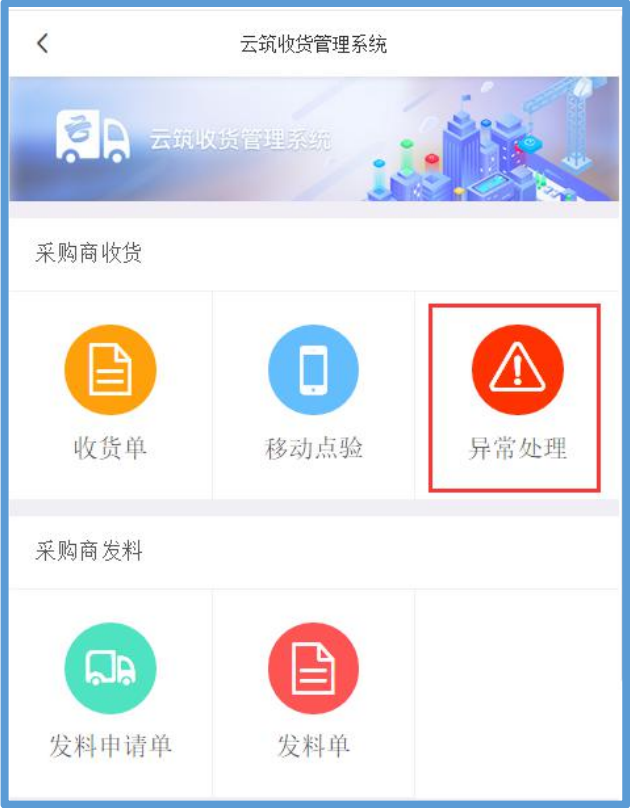 云筑收货管理系统
云筑收货管理系统
采购商收货
收货单
移动点验
异常处理
采购商发料
发料申请单
发料单